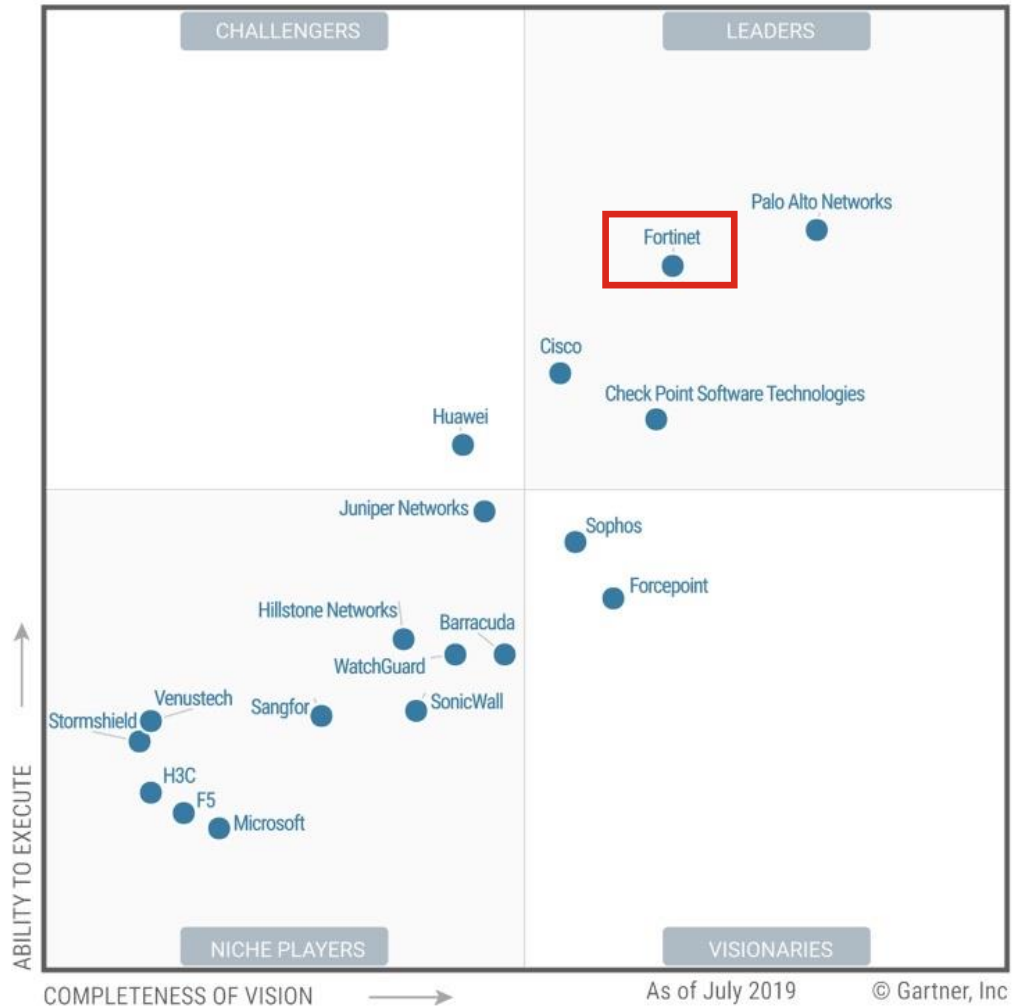 CHALLENGERS
LEADERS
Palo Alto Networks
Fortinet
Cisco
Check Point Software Technologies
Huawei
Juniper Networks
Sophos
Forcepoint
Hillstone Networks
Barracuda
WatchGuard
Venustech
Sangfor
SonicWall
Stormshield
H3C
F5
Microsoft
ABILITY TO EXECUTE
NICHE PLAYERS
VISIONARIES
COMPLETENESS OF VISION
As of July 2019
© Gartner, Inc